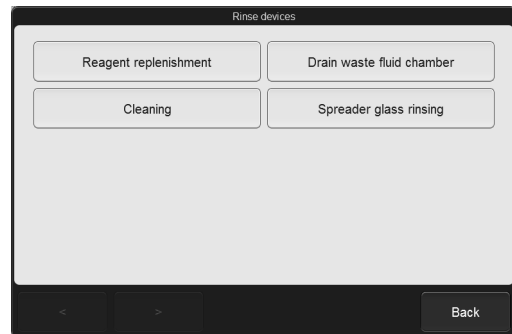 Rinse devices
Reagent replenishment
Drain waste fluid chamber
Cleaning
Spreader glass rinsing
<
>
Back